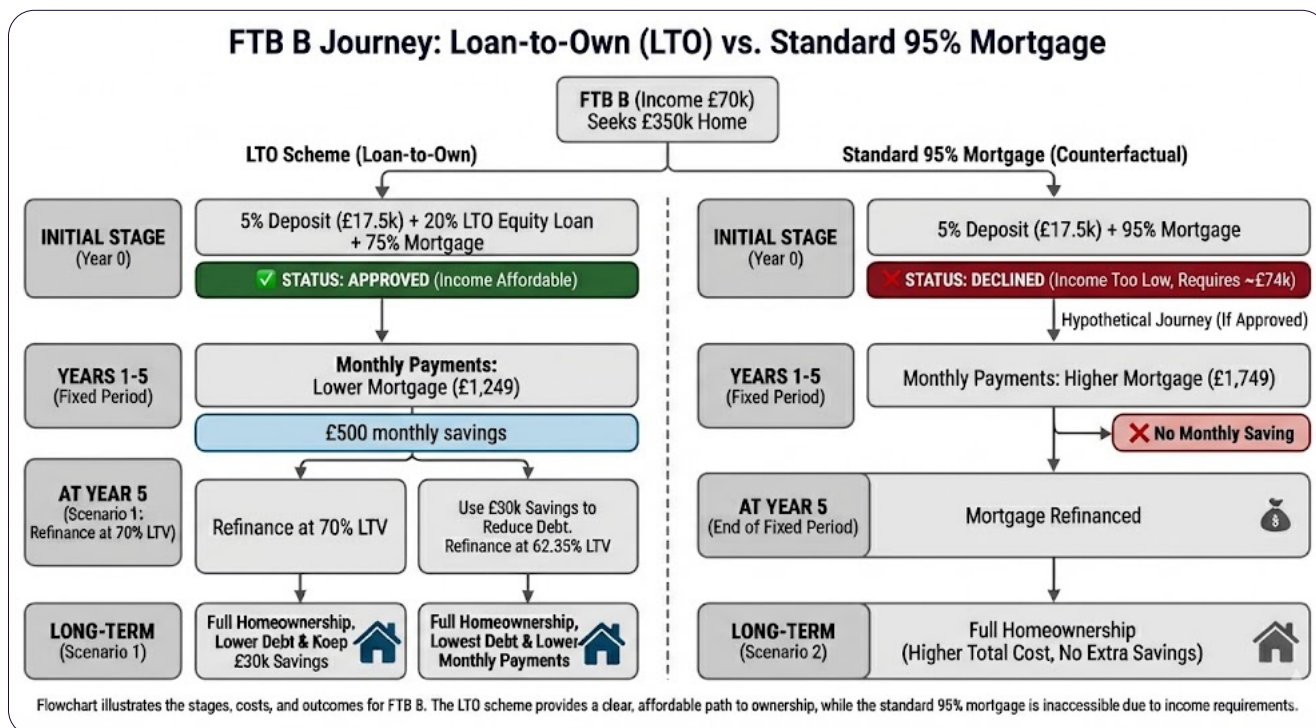 FTB B Journey: Loan-to-Own (LTO) vs. Standard 95% Mortgage
FTB B (Income £70k)
Seeks £350k Home
LTO Scheme (Loan-to-Own)
INITIAL STAGE
(Year 0)
5% Deposit (£17.5k) + 20% LTO Equity Loan
+ 75% Mortgage
✅ STATUS: APPROVED (Income Affordable)
YEARS 1-5
(Fixed Period)
Monthly Payments:
Lower Mortgage (£1,249)
£500 monthly savings
AT YEAR 5
(Scenario 1:
Refinance at 70% LTV)
Refinance at 70% LTV
Use £30k Savings to
Reduce Debt.
Refinance at 62.35% LTV
LONG-TERM
(Scenario 1)
Full Homeownership,
Lower Debt & Koep
£30k Savings
Full Homeownership,
Lowest Debt & Lower
Monthly Payments
Standard 95% Mortgage (Counterfactual)
INITIAL STAGE
(Year 0)
5% Deposit (£17.5k) + 95% Mortgage
❌ STATUS: DECLINED (Income Too Low, Requires ~£74k)
Hypothetical Journey (If Approved)
YEARS 1-5
(Fixed Period)
Monthly Payments: Higher Mortgage (£1,749)
❌ No Monthly Saving
AT YEAR 5
(End of Fixed Period)
Mortgage Refinanced
LONG-TERM
(Scenario 2)
Full Homeownership
(Higher Total Cost, No Extra Savings)
Flowchart illustrates the stages, costs, and outcomes for FTB B. The LTO scheme provides a clear, affordable path to ownership, while the standard 95% mortgage is inaccessible due to income requirements.